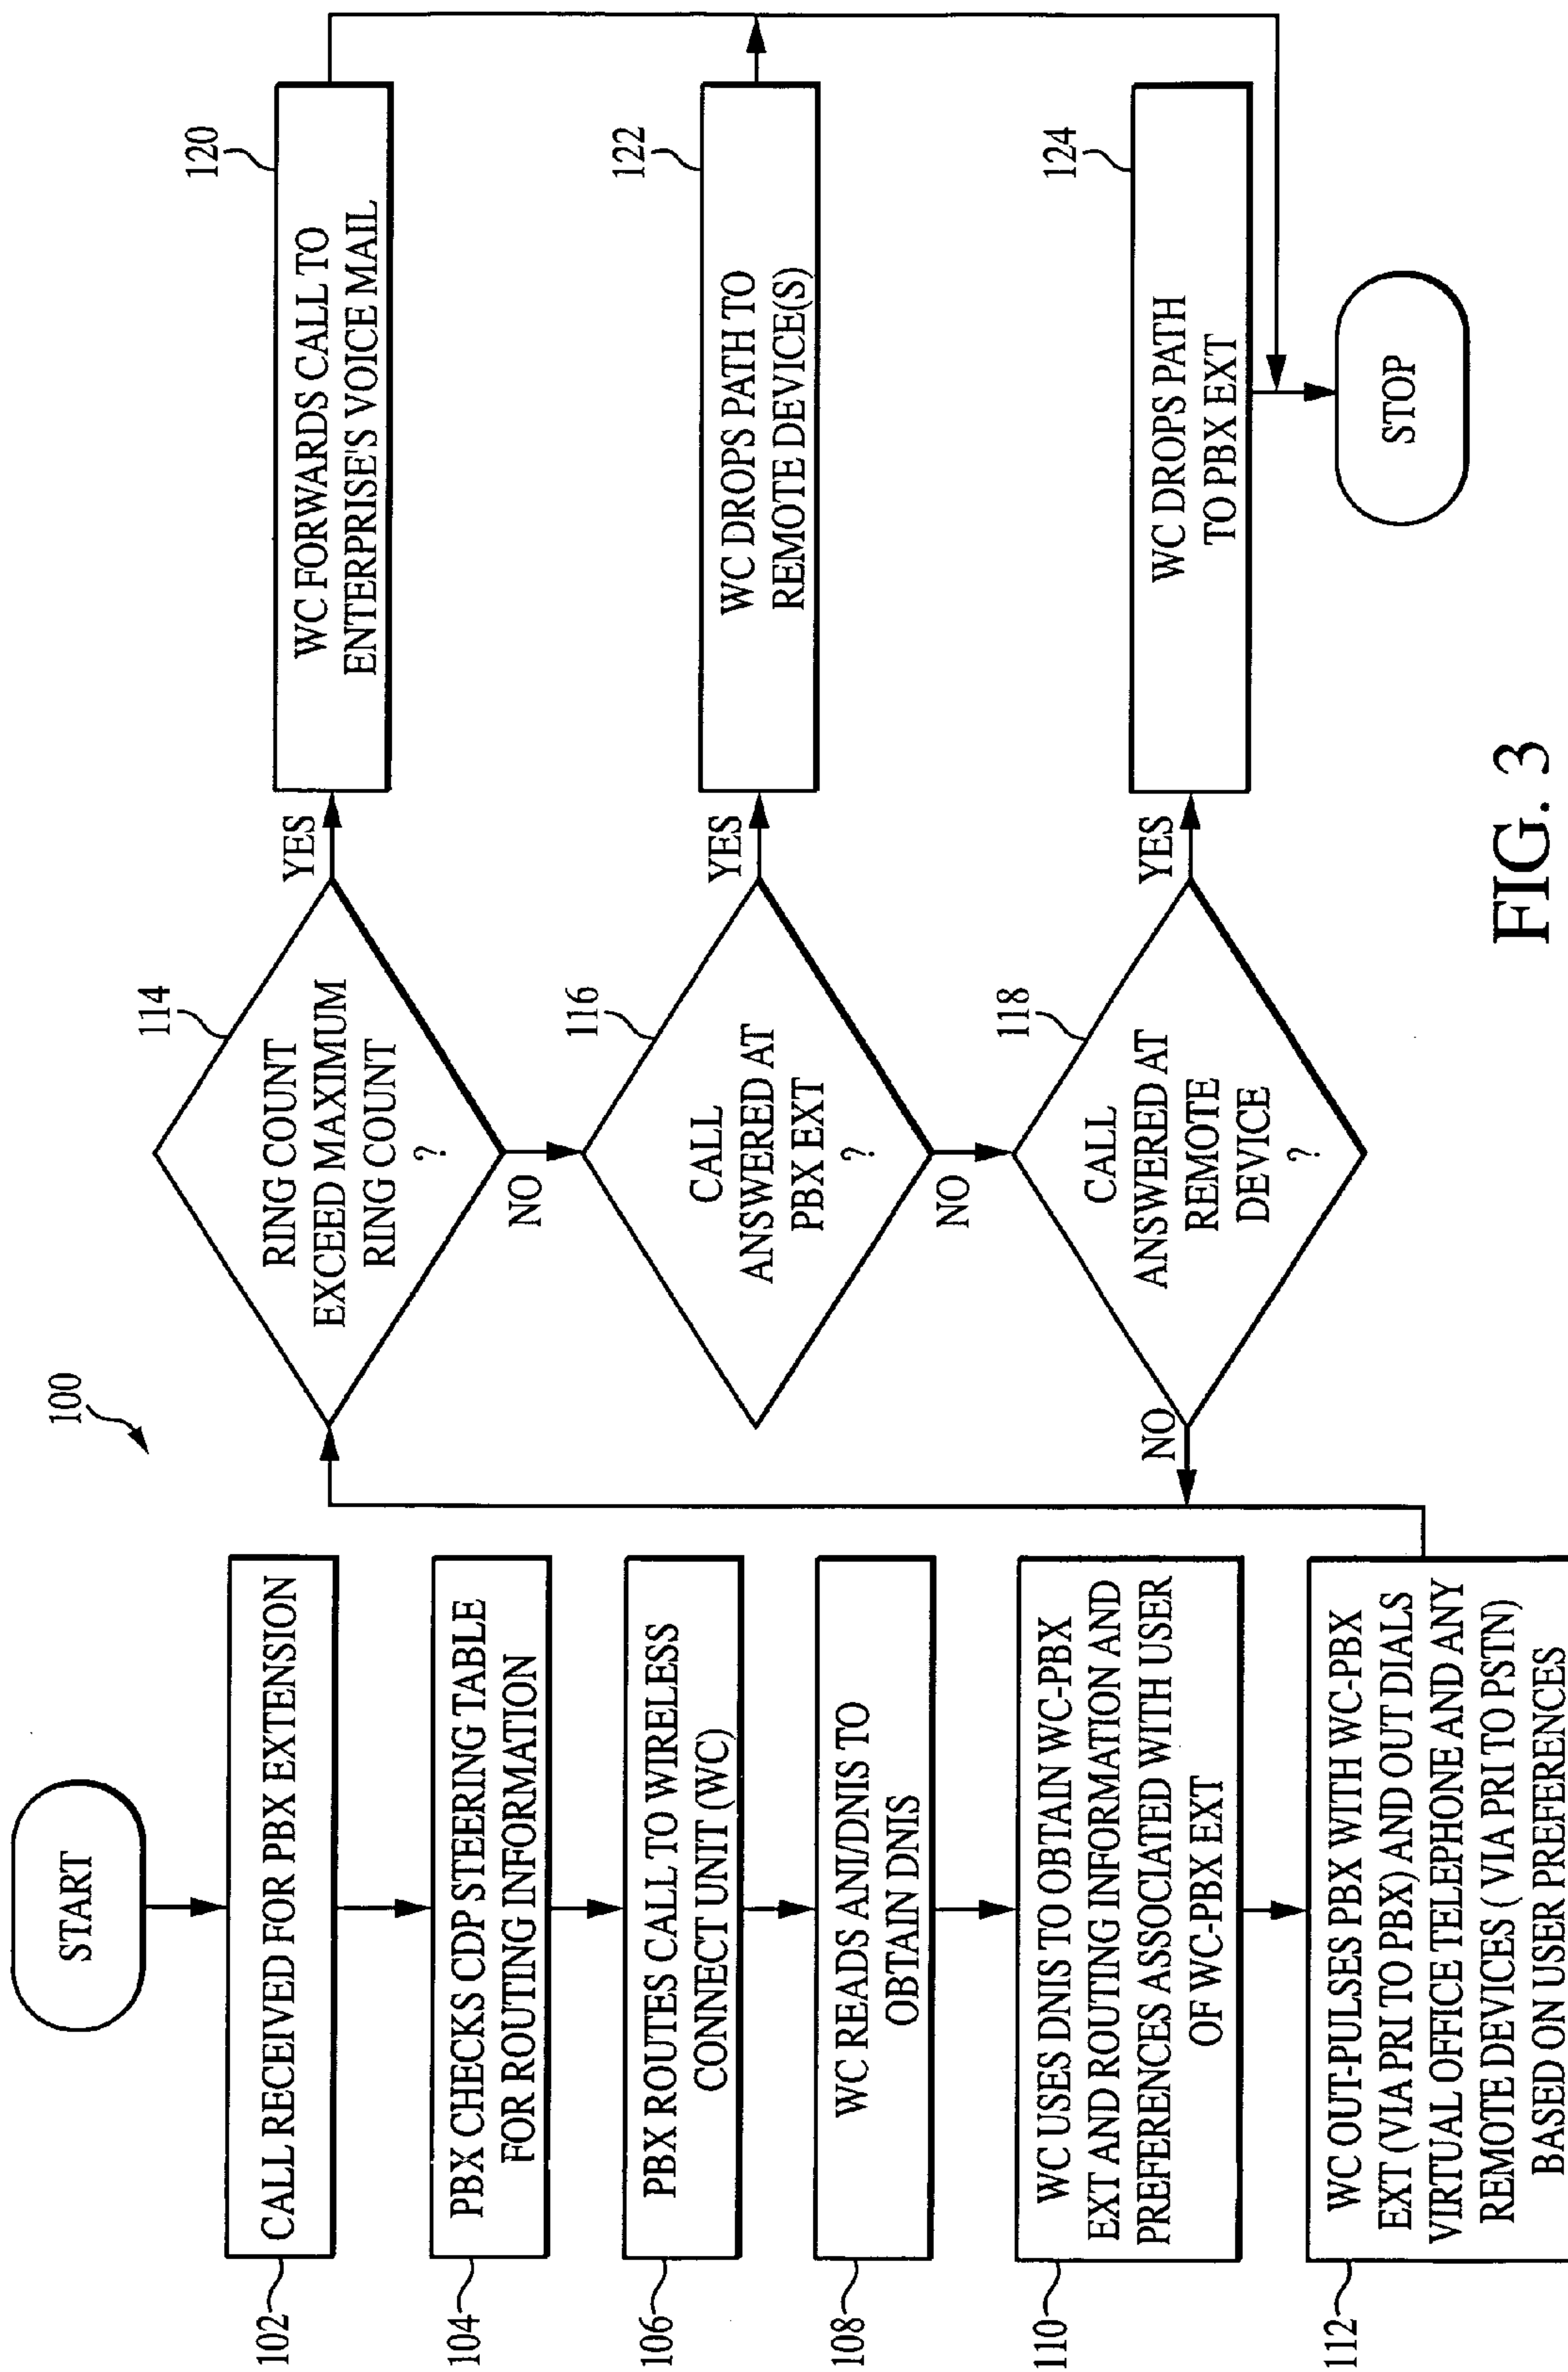 100
START
102
CALL RECEIVED FOR PBX EXTENSION
104
PBX CHECKS CDP STEERING TABLE
FOR ROUTING INFORMATION
106
PBX ROUTES CALL TO WIRELESS
CONNECT UNIT (WC)
108
WC READS ANI/DNIS TO
OBTAIN DNIS
110
WC USES DNIS TO OBTAIN WC-PBX
EXT AND ROUTING INFORMATION AND
PREFERENCES ASSOCIATED WITH USER
OF WC-PBX EXT
112
WC OUT-PULSES PBX WITH WC-PBX
EXT (VIA PRI TO PBX) AND OUT DIALS
VIRTUAL OFFICE TELEPHONE AND ANY
REMOTE DEVICES ( VIA PRI TO PSTN)
BASED ON USER PREFERENCES
114
RING COUNT
EXCEED MAXIMUM
RING COUNT
?
YES
NO
120
WC FORWARDS CALL TO
ENTERPRISE'S VOICE MAIL
116
CALL
ANSWERED AT
PBX EXT
?
YES
NO
122
WC DROPS PATH TO
REMOTE DEVICE(S)
118
CALL
ANSWERED AT
REMOTE
DEVICE
?
YES
NO
124
WC DROPS PATH
TO PBX EXT
STOP
FIG. 3